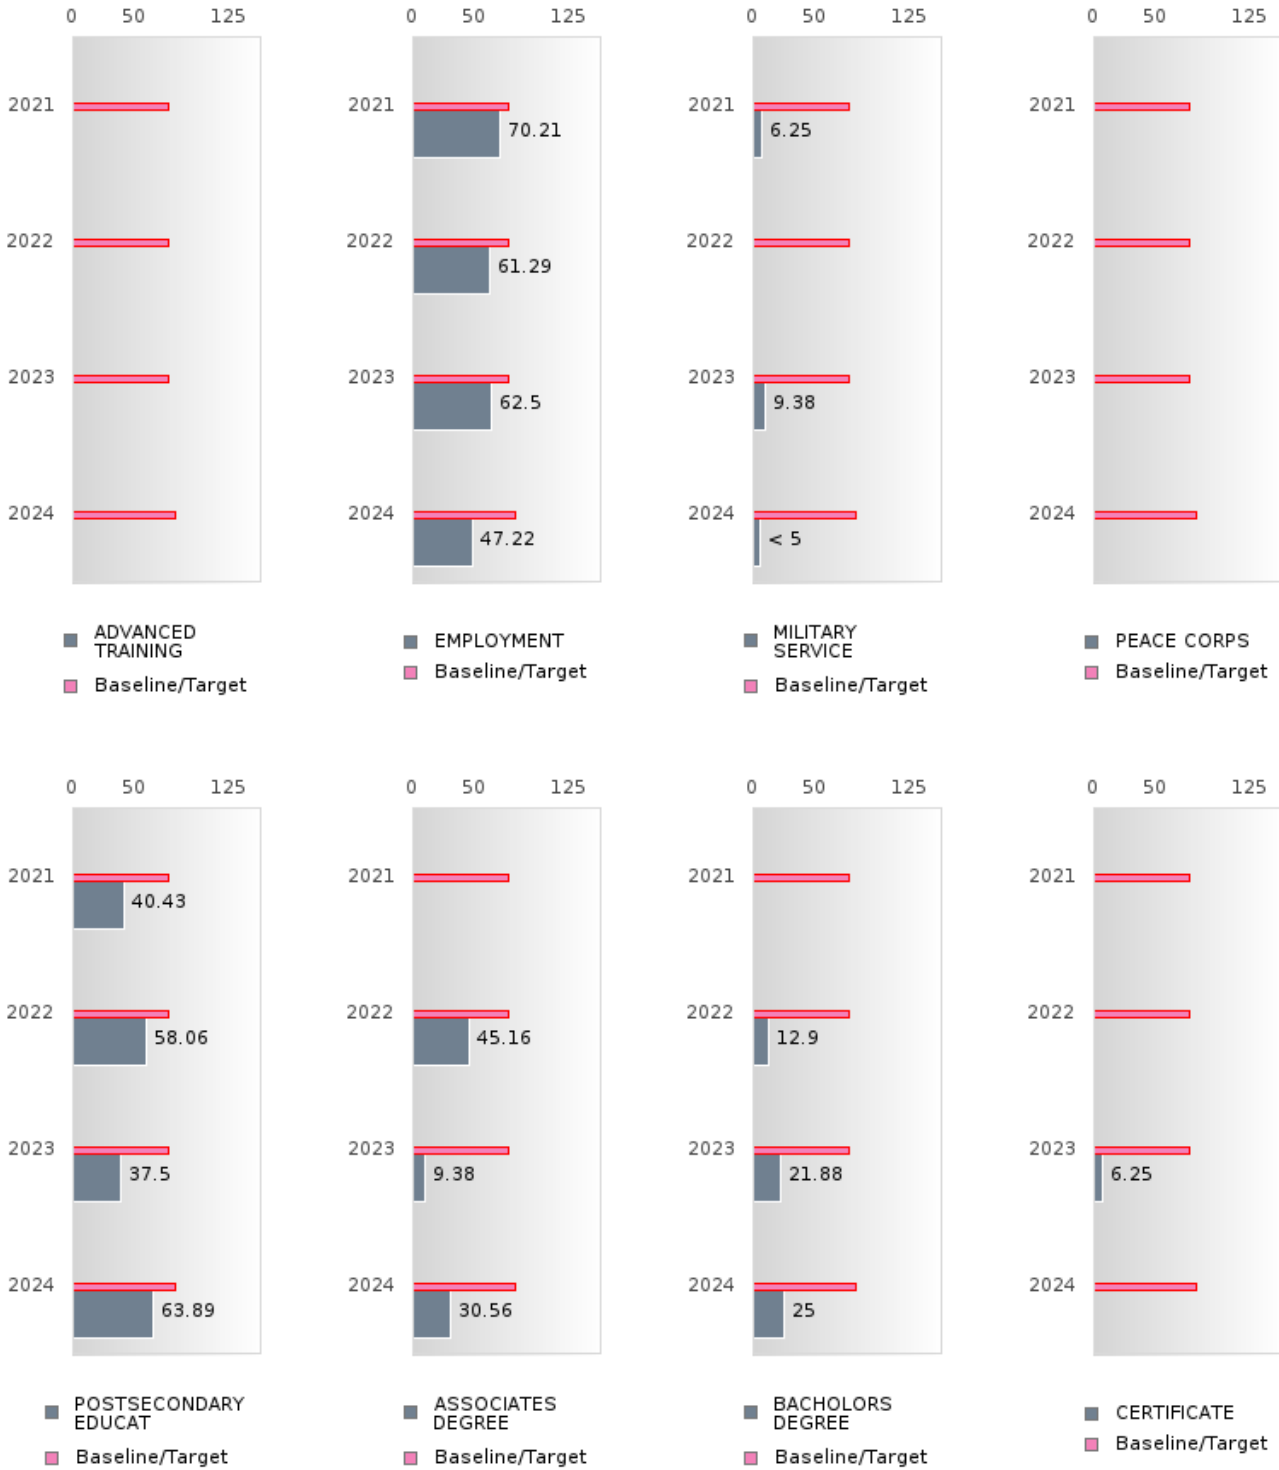 0 50 125
2021
2022
2023
2024
ADVANCED
TRAINING
Baseline/Target
0 50 125
2021
70.21
2022
61.29
2023
62.5
2024
47.22
EMPLOYMENT
Baseline/Target
0 50 125
2021
6.25
2022
2023
9.38
2024
< 5
MILITARY
SERVICE
Baseline/Target
0 50 125
2021
2022
2023
2024
PEACE CORPS
Baseline/Target
0 50 125
2021
40.43
2022
58.06
2023
37.5
2024
63.89
POSTSECONDARY
EDUCAT
Baseline/Target
0 50 125
2021
2022
45.16
2023
9.38
2024
30.56
ASSOCIATES
DEGREE
Baseline/Target
0 50 125
2021
2022
12.9
2023
21.88
2024
25
BACHOLORS
DEGREE
Baseline/Target
0 50 125
2021
2022
2023
6.25
2024
CERTIFICATE
Baseline/Target